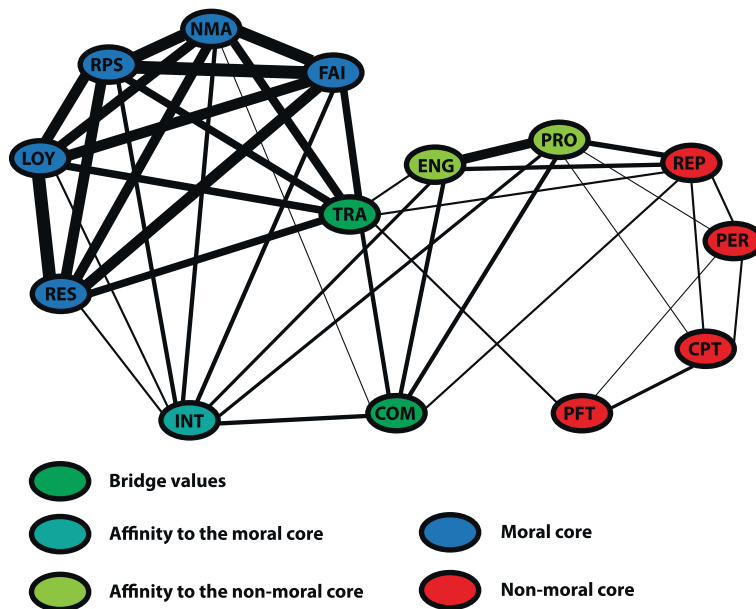 NMA
RPS
FAI
PRO
LOY
ENG
REP
TRA
PER
RES
CPT
INT
COM
PFT
Bridge values
Affinity to the moral core
Moral core
Affinity to the non-moral core
Non-moral core